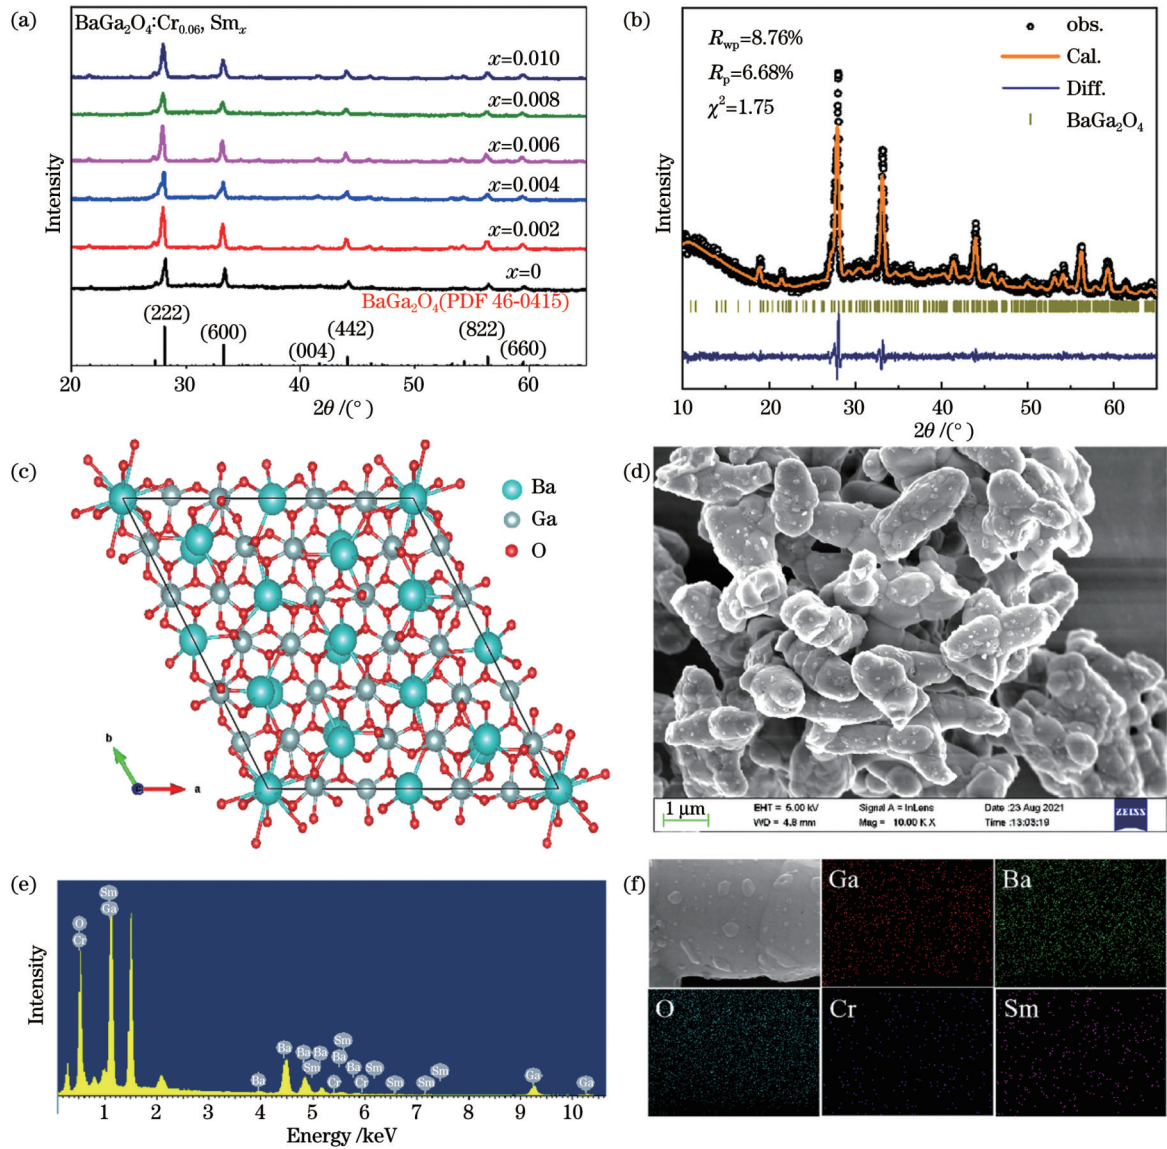 (a)
BaGa₂O₄:Cr₀.₀₆, Smₓ
x=0.010
x=0.008
x=0.006
x=0.004
x=0.002
x=0
BaGa₂O₄(PDF 46-0415)
(222)
(600)
(004)
(442)
(822)
(660)
Intensity
20 30 40 50 60
2θ /(°)
(b)
R_wp=8.76%
R_p=6.68%
χ²=1.75
obs.
Cal.
Diff.
BaGa₂O₄
Intensity
10 20 30 40 50 60
2θ /(°)
(c)
Ba
Ga
O
b
c
a
(d)
1 μm
EHT = 5.00 kV
WD = 4.8 mm
Signal A = InLens
Mag = 10.00 K X
Date :23 Aug 2021
Time :13:03:19
ZEISS
(e)
O
Cr
Sm
Ga
Ba
Ba
Ba
Sm
Ba
Cr
Sm
Ba
Ba
Cr
Sm
Sm
Sm
Sm
Ga
Ga
Intensity
1 2 3 4 5 6 7 8 9 10
Energy /keV
(f)
Ga
Ba
O
Cr
Sm